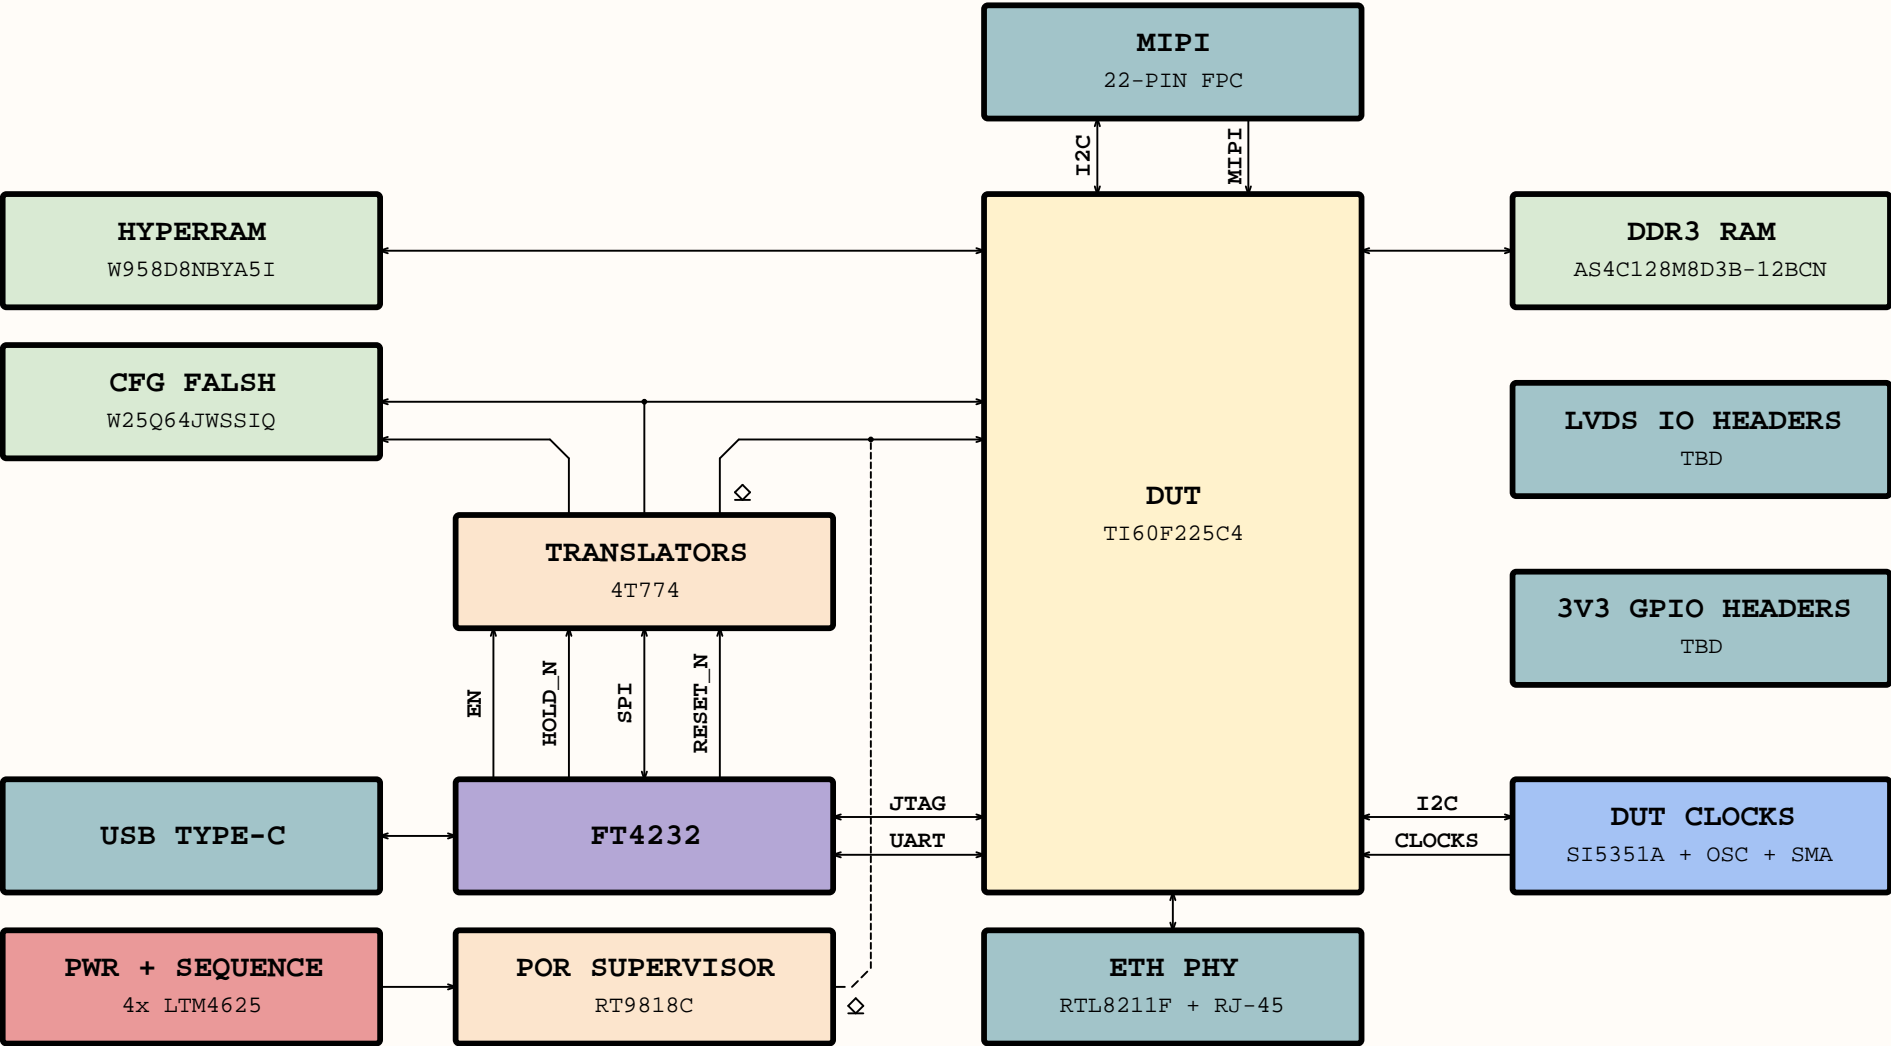 MIPI
22-PIN FPC
I2C
MIPI
HYPERRAM
W958D8NBYA5I
DDR3 RAM
AS4C128M8D3B-12BCN
CFG FALSH
W25Q64JWSSIQ
LVDS IO HEADERS
TBD
DUT
TI60F225C4
TRANSLATORS
4T774
3V3 GPIO HEADERS
TBD
EN
HOLD_N
SPI
RESET_N
USB TYPE-C
FT4232
JTAG
UART
I2C
CLOCKS
DUT CLOCKS
SI5351A + OSC + SMA
PWR + SEQUENCE
4x LTM4625
POR SUPERVISOR
RT9818C
ETH PHY
RTL8211F + RJ-45